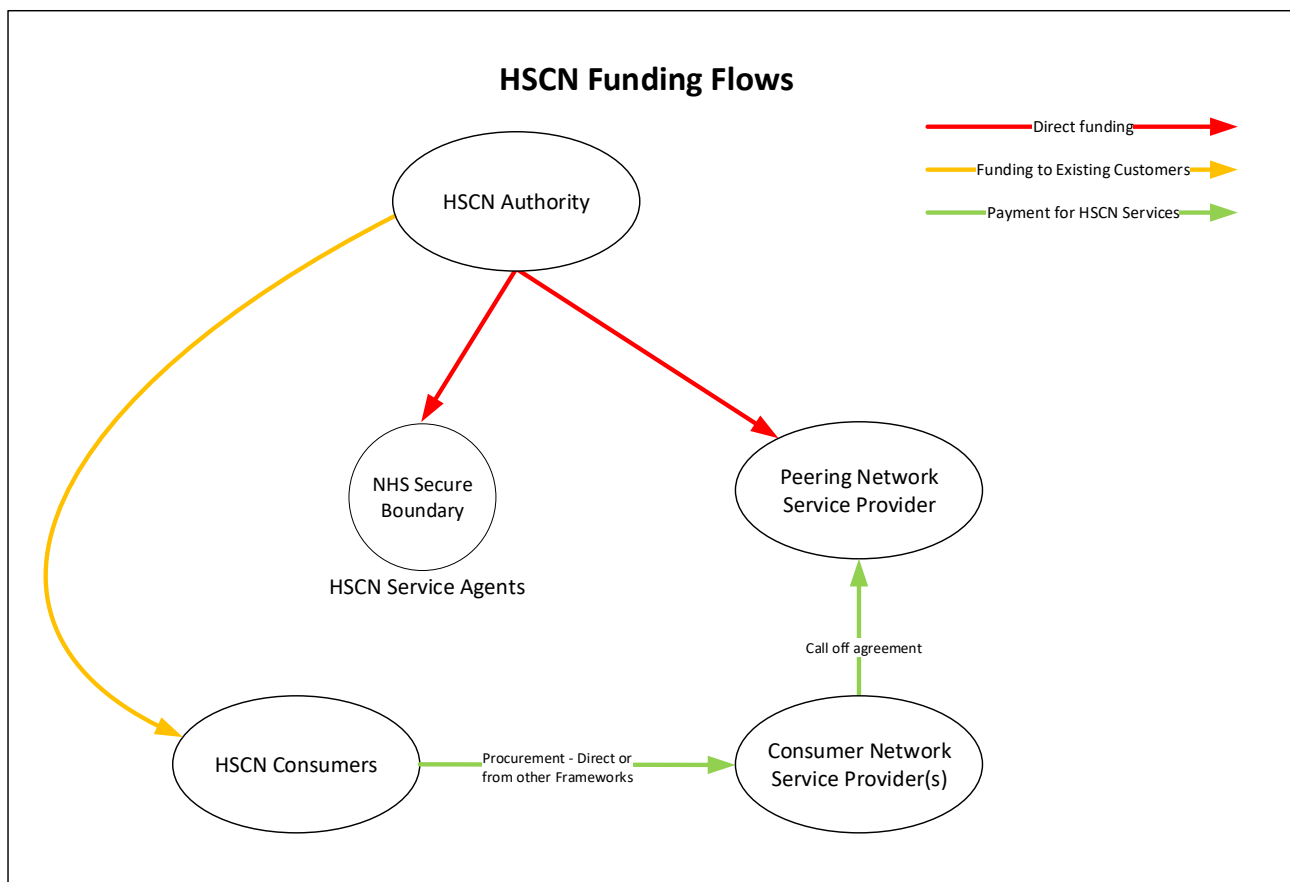 HSCN Funding Flows
Direct funding
Funding to Existing Customers
Payment for HSCN Services
HSCN Authority
NHS Secure
Boundary
HSCN Service Agents
Peering Network
Service Provider
Call off agreement
HSCN Consumers
Procurement - Direct or
from other Frameworks
Consumer Network
Service Provider(s)